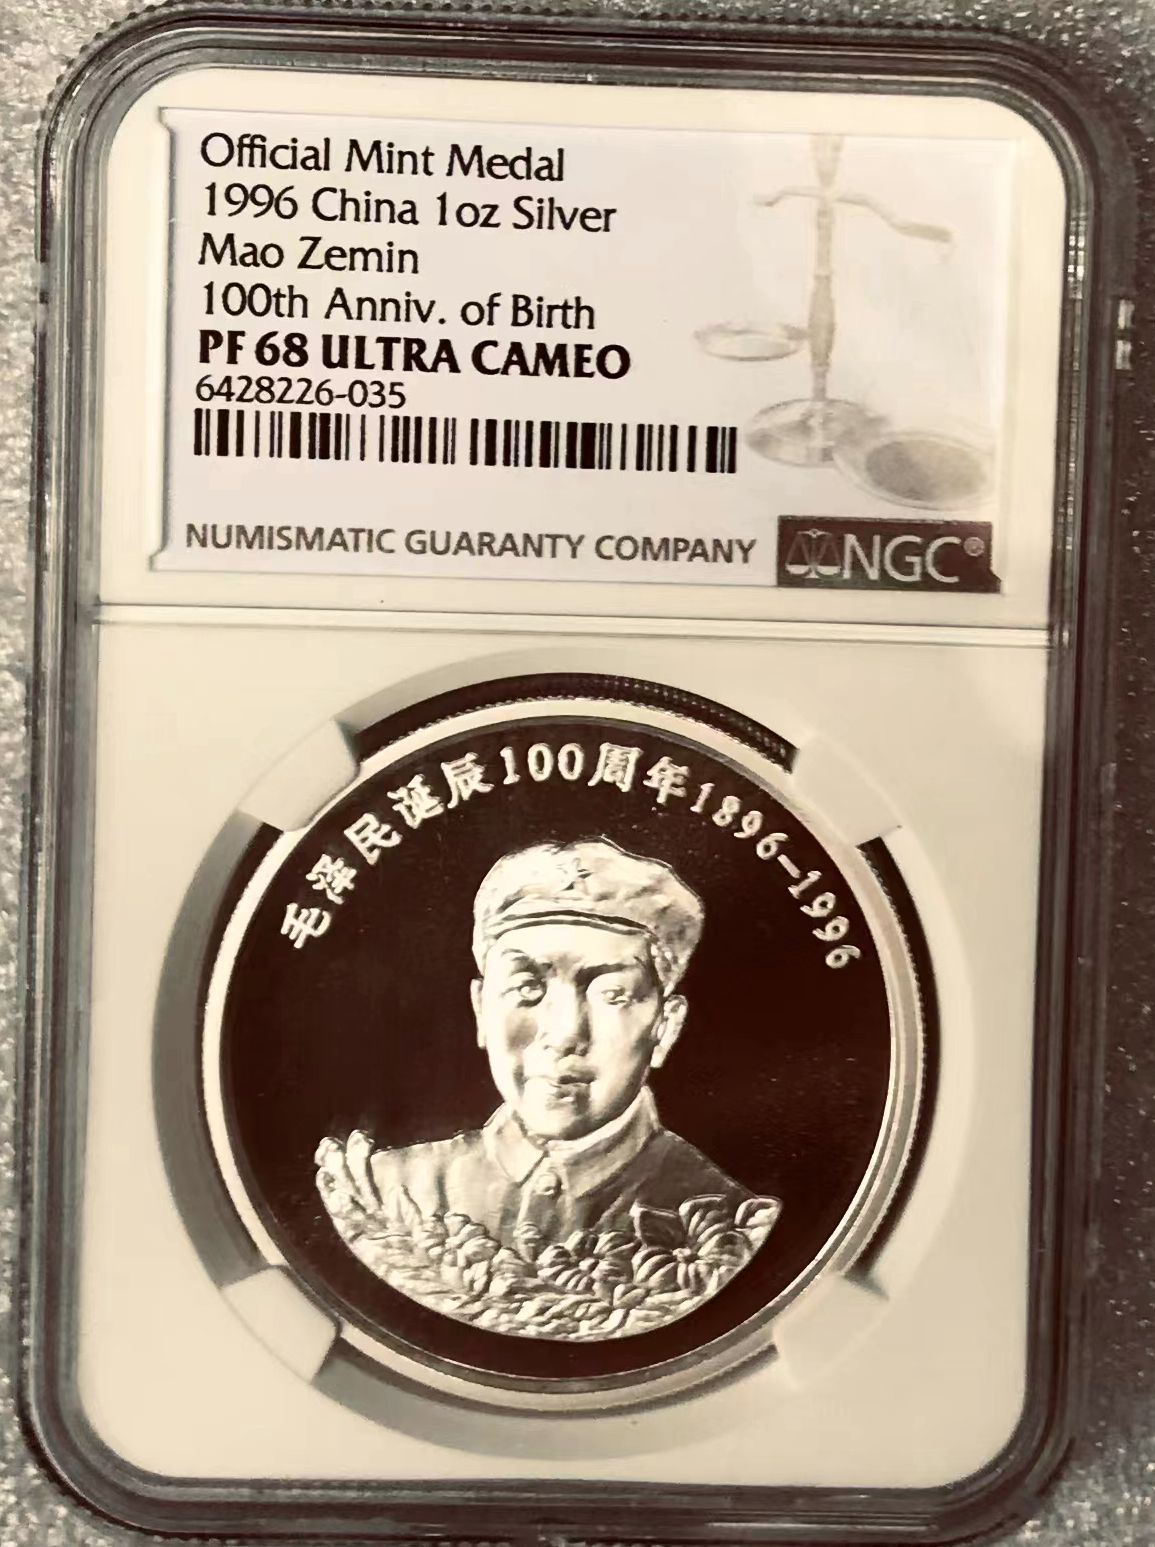 Official Mint Medal
1996 China 1oz Silver
Mao Zemin
100th Anniv. of Birth
PF 68 ULTRA CAMEO
6428226-035
NUMISMATIC GUARANTY COMPANY
NGC®
毛泽民诞辰100周年1896-1996